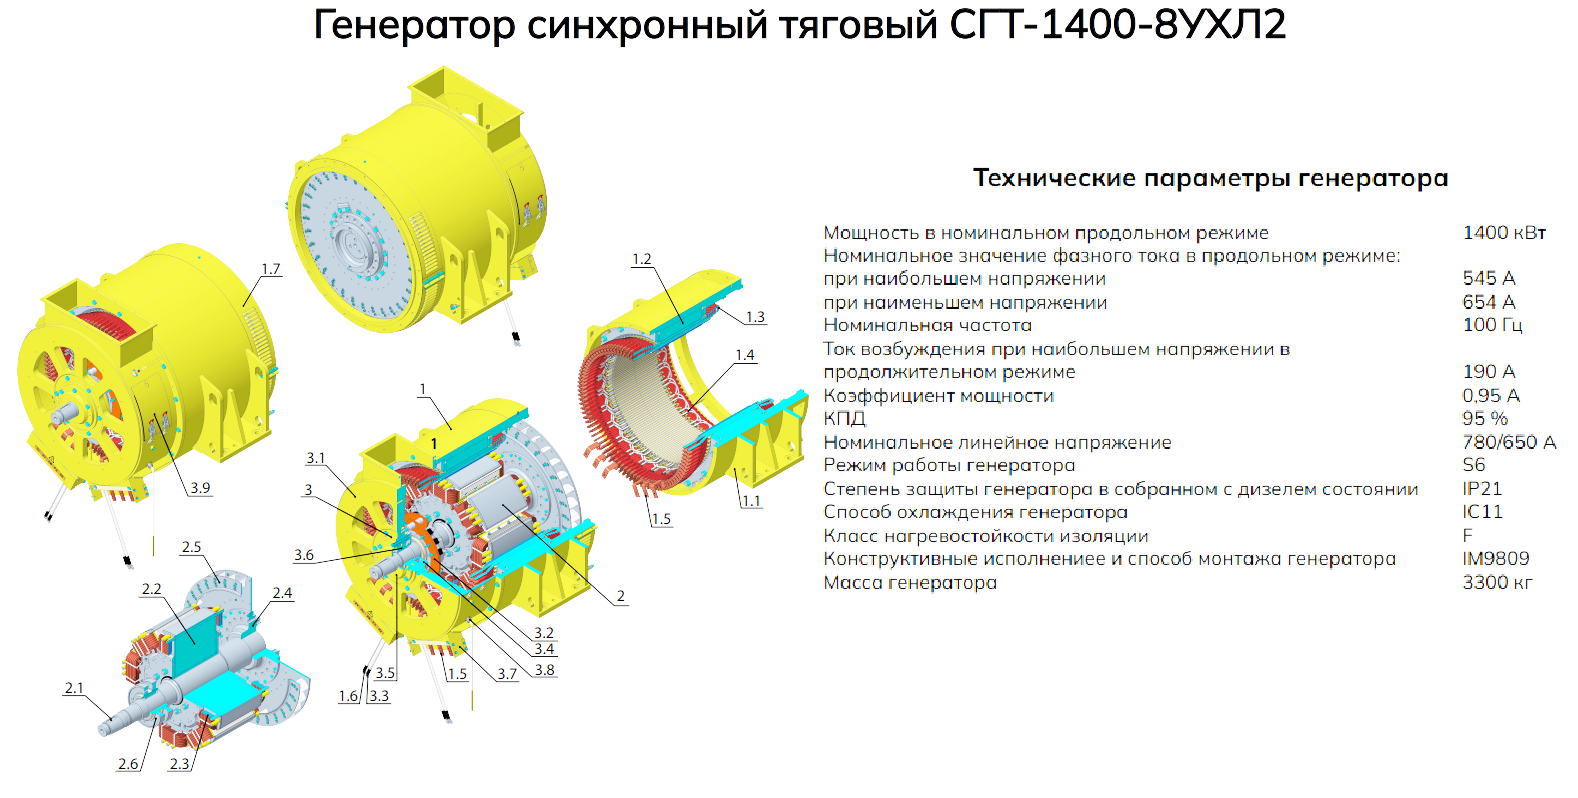 Генератор синхронный тяговый СГТ-1400-8УХЛ2
Технические параметры генератора
Мощность в номинальном продольном режиме 1400 кВт
Номинальное значение фазного тока в продольном режиме:
при наибольшем напряжении 545 А
при наименьшем напряжении 654 А
Номинальная частота 100 Гц
Ток возбуждения при наибольшем напряжении в
продолжительном режиме 190 А
Коэффициент мощности 0,95 А
КПД 95 %
Номинальное линейное напряжение 780/650 А
Режим работы генератора S6
Степень защиты генератора в собранном с дизелем состоянии IP21
Способ охлаждения генератора IC11
Класс нагревостойкости изоляции F
Конструктивные исполнениее и способ монтажа генератора IM9809
Масса генератора 3300 кг
1.7
3.9
1.2
1.3
1.4
1.1
1.5
1
1
3.1
3
3.6
2
3.2
3.4
3.8
3.7
1.5
3.5
1.6
3.3
2.5
2.2
2.4
2.1
2.6
2.3